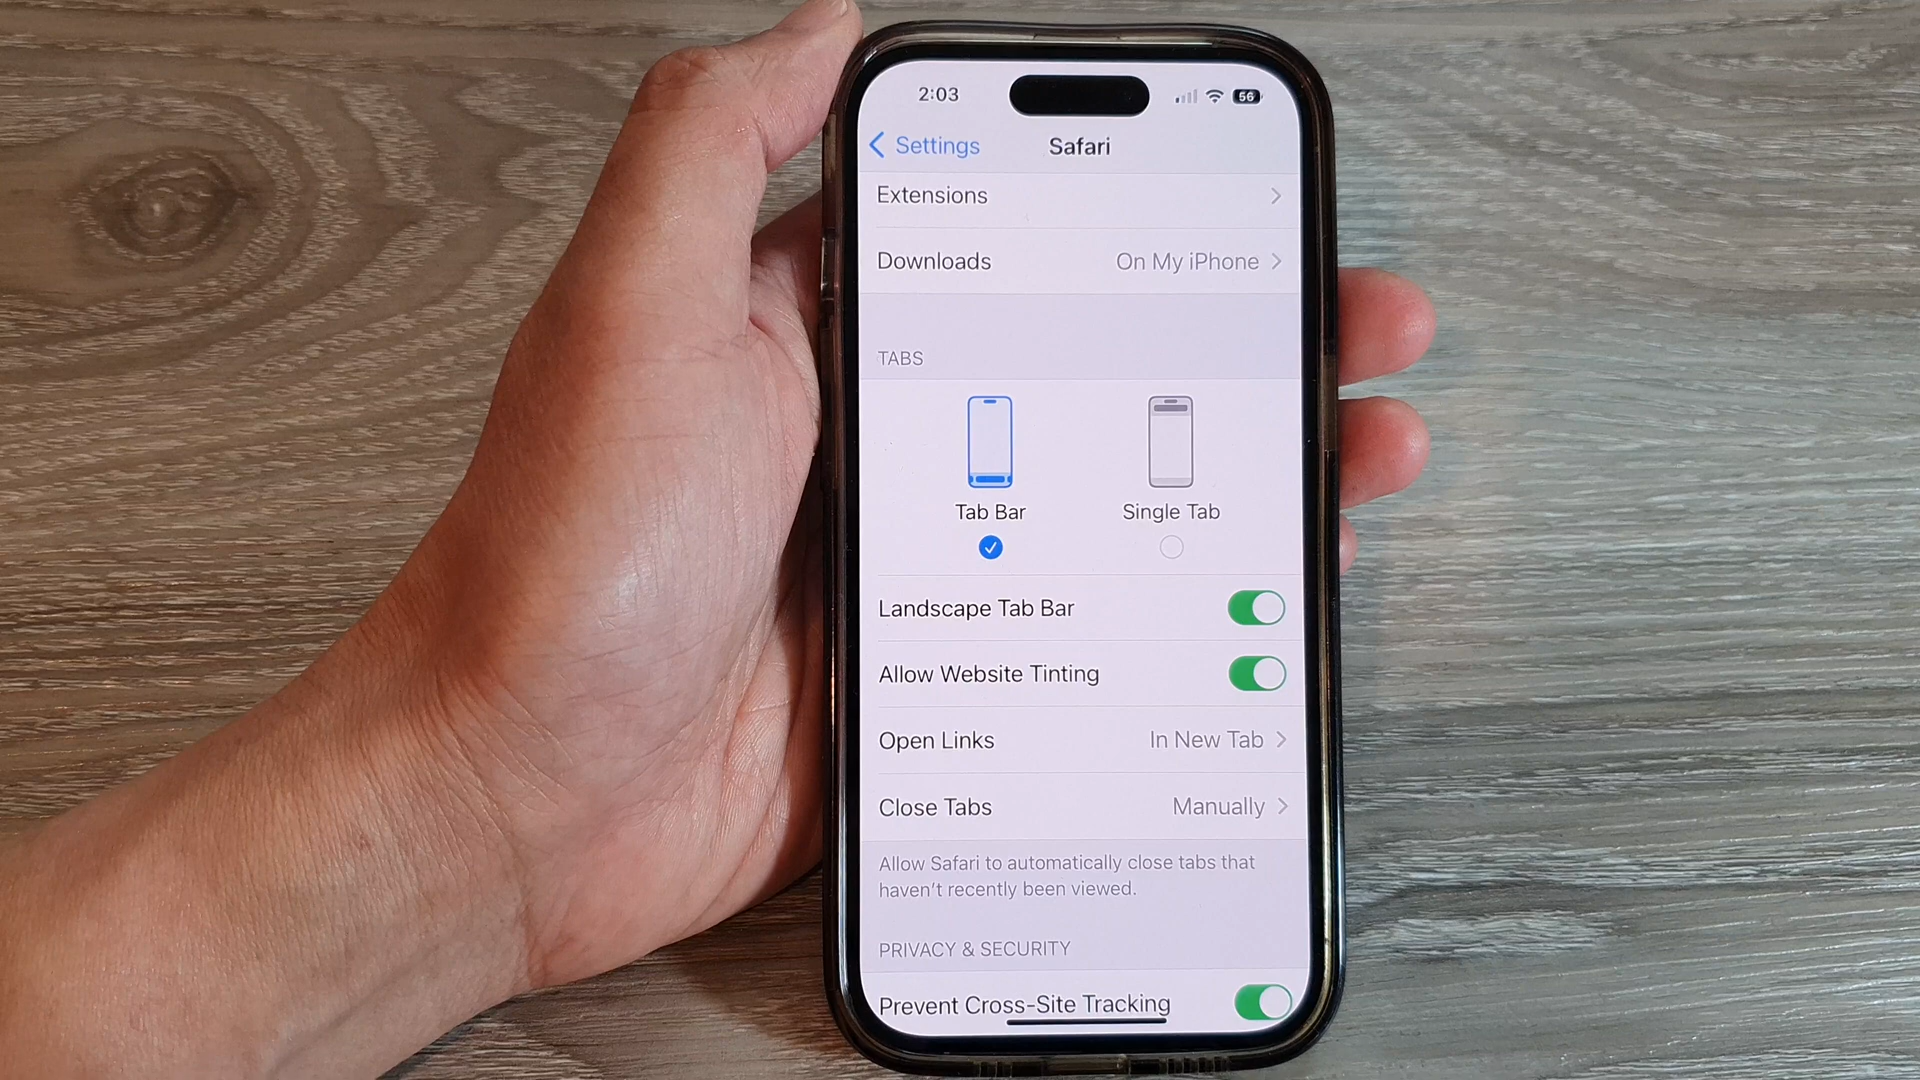 2:03
56
Settings
Safari
Extensions
Downloads
On My iPhone
TABS
Tab Bar
Single Tab
Landscape Tab Bar
Allow Website Tinting
Open Links
In New Tab
Close Tabs
Manually
Allow Safari to automatically close tabs that
haven't recently been viewed.
PRIVACY & SECURITY
Prevent Cross-Site Tracking